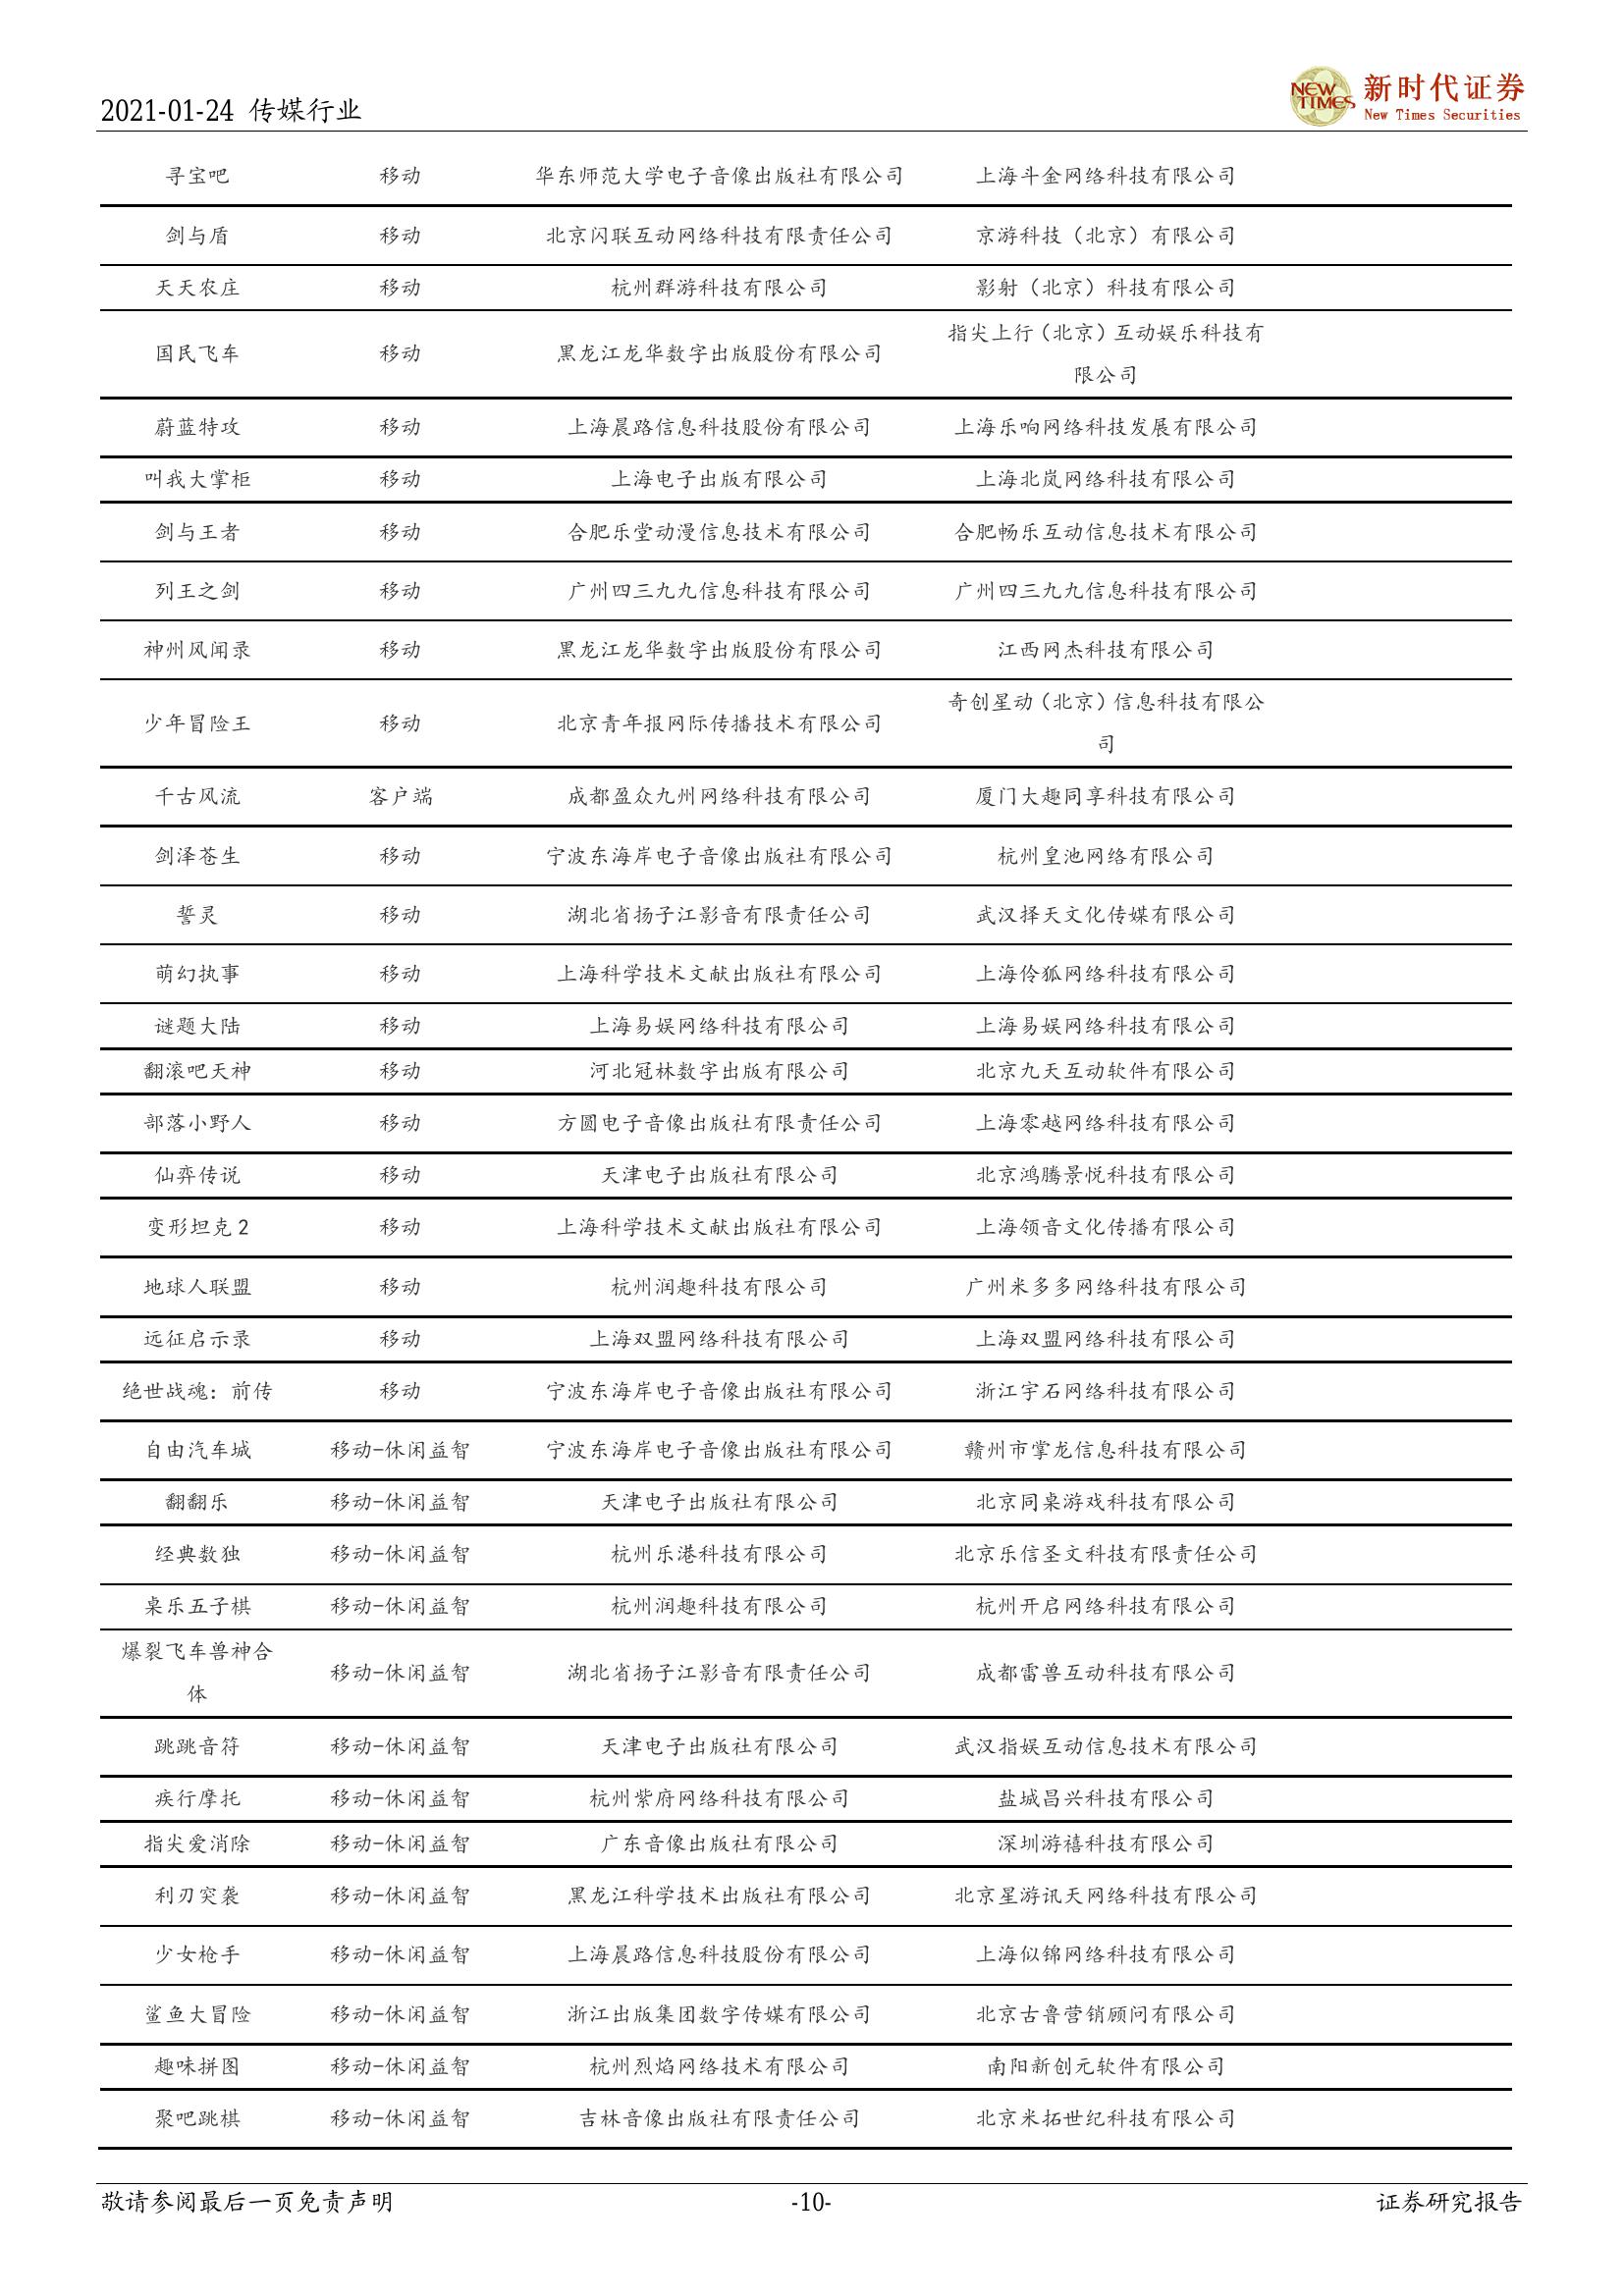 2021-01-24 传媒行业
NEW TIMES 新时代证券
New Times Securities
寻宝吧 移动 华东师范大学电子音像出版社有限公司 上海斗金网络科技有限公司
剑与盾 移动 北京闪联互动网络科技有限责任公司 京游科技（北京）有限公司
天天农庄 移动 杭州群游科技有限公司 影射（北京）科技有限公司
国民飞车 移动 黑龙江龙华数字出版股份有限公司 指尖上行（北京）互动娱乐科技有
限公司
蔚蓝特攻 移动 上海晨路信息科技股份有限公司 上海乐响网络科技发展有限公司
叫我大掌柜 移动 上海电子出版有限公司 上海北岚网络科技有限公司
剑与王者 移动 合肥乐堂动漫信息技术有限公司 合肥畅乐互动信息技术有限公司
列王之剑 移动 广州四三九九信息科技有限公司 广州四三九九信息科技有限公司
神州风闻录 移动 黑龙江龙华数字出版股份有限公司 江西网杰科技有限公司
少年冒险王 移动 北京青年报网际传播技术有限公司 奇创星动（北京）信息科技有限公
司
千古风流 客户端 成都盈众九州网络科技有限公司 厦门大趣同享科技有限公司
剑泽苍生 移动 宁波东海岸电子音像出版社有限公司 杭州皇池网络有限公司
誓灵 移动 湖北省扬子江影音有限责任公司 武汉择天文化传媒有限公司
萌幻执事 移动 上海科学技术文献出版社有限公司 上海伶狐网络科技有限公司
谜题大陆 移动 上海易娱网络科技有限公司 上海易娱网络科技有限公司
翻滚吧天神 移动 河北冠林数字出版有限公司 北京九天互动软件有限公司
部落小野人 移动 方圆电子音像出版社有限责任公司 上海零越网络科技有限公司
仙弈传说 移动 天津电子出版社有限公司 北京鸿腾景悦科技有限公司
变形坦克 2 移动 上海科学技术文献出版社有限公司 上海领音文化传播有限公司
地球人联盟 移动 杭州润趣科技有限公司 广州米多多网络科技有限公司
远征启示录 移动 上海双盟网络科技有限公司 上海双盟网络科技有限公司
绝世战魂：前传 移动 宁波东海岸电子音像出版社有限公司 浙江宇石网络科技有限公司
自由汽车城 移动-休闲益智 宁波东海岸电子音像出版社有限公司 赣州市掌龙信息科技有限公司
翻翻乐 移动-休闲益智 天津电子出版社有限公司 北京同桌游戏科技有限公司
经典数独 移动-休闲益智 杭州乐港科技有限公司 北京乐信圣文科技有限责任公司
桌乐五子棋 移动-休闲益智 杭州润趣科技有限公司 杭州开启网络科技有限公司
爆裂飞车兽神合
体 移动-休闲益智 湖北省扬子江影音有限责任公司 成都雷兽互动科技有限公司
跳跳音符 移动-休闲益智 天津电子出版社有限公司 武汉指娱互动信息技术有限公司
疾行摩托 移动-休闲益智 杭州紫府网络科技有限公司 盐城昌兴科技有限公司
指尖爱消除 移动-休闲益智 广东音像出版社有限公司 深圳游禧科技有限公司
利刃突袭 移动-休闲益智 黑龙江科学技术出版社有限公司 北京星游讯天网络科技有限公司
少女枪手 移动-休闲益智 上海晨路信息科技股份有限公司 上海似锦网络科技有限公司
鲨鱼大冒险 移动-休闲益智 浙江出版集团数字传媒有限公司 北京古鲁营销顾问有限公司
趣味拼图 移动-休闲益智 杭州烈焰网络技术有限公司 南阳新创元软件有限公司
聚吧跳棋 移动-休闲益智 吉林音像出版社有限责任公司 北京米拓世纪科技有限公司
敬请参阅最后一页免责声明 -10- 证券研究报告